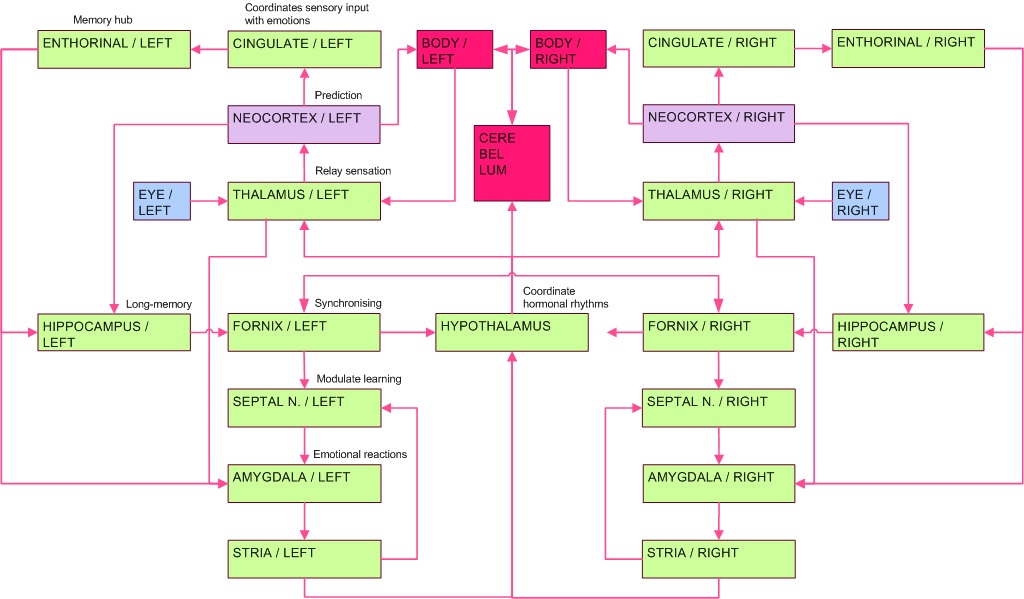 Memory hub
Coordinates sensory input
with emotions
ENTHORINAL / LEFT
CINGULATE / LEFT
BODY /
LEFT
BODY /
RIGHT
CINGULATE / RIGHT
ENTHORINAL / RIGHT
Prediction
NEOCORTEX / LEFT
NEOCORTEX / RIGHT
CERE
BEL
LUM
Relay sensation
EYE /
LEFT
THALAMUS / LEFT
THALAMUS / RIGHT
EYE /
RIGHT
Long-memory
Synchronising
Coordinate
hormonal rhythms
HIPPOCAMPUS /
LEFT
FORNIX / LEFT
HYPOTHALAMUS
FORNIX / RIGHT
HIPPOCAMPUS /
RIGHT
Modulate learning
SEPTAL N. / LEFT
SEPTAL N. / RIGHT
Emotional reactions
AMYGDALA / LEFT
AMYGDALA / RIGHT
STRIA / LEFT
STRIA / RIGHT